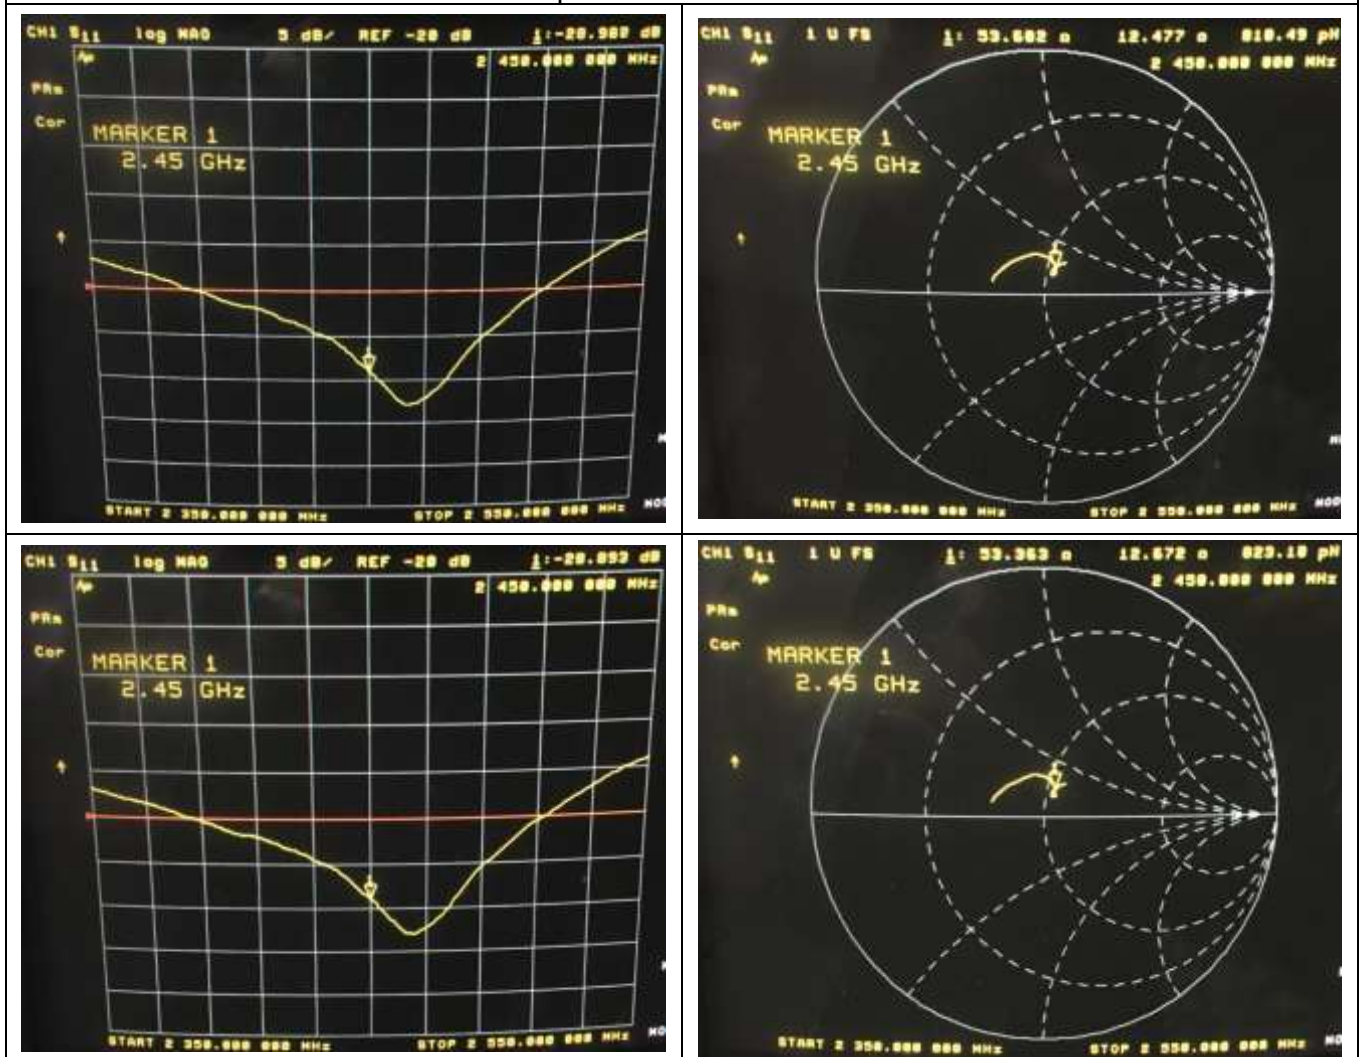 CH1 S11 log MAG 5 dB/ REF -20 dB 1:-28.982 dB
2 450.000 000 MHz
PRm
Cor
MARKER 1
2.45 GHz
START 2 350.000 000 MHz STOP 2 550.000 000 MHz
CH1 S11 1 U FS 1: 53.602 Ω 12.477 Ω 810.49 pH
2 450.000 000 MHz
PRm
Cor
MARKER 1
2.45 GHz
START 2 350.000 000 MHz STOP 2 550.000 000 MHz
CH1 S11 log MAG 5 dB/ REF -20 dB 1:-28.893 dB
2 450.000 000 MHz
PRm
Cor
MARKER 1
2.45 GHz
START 2 350.000 000 MHz STOP 2 550.000 000 MHz
CH1 S11 1 U FS 1: 53.363 Ω 12.672 Ω 823.18 pH
2 450.000 000 MHz
PRm
Cor
MARKER 1
2.45 GHz
START 2 350.000 000 MHz STOP 2 550.000 000 MHz